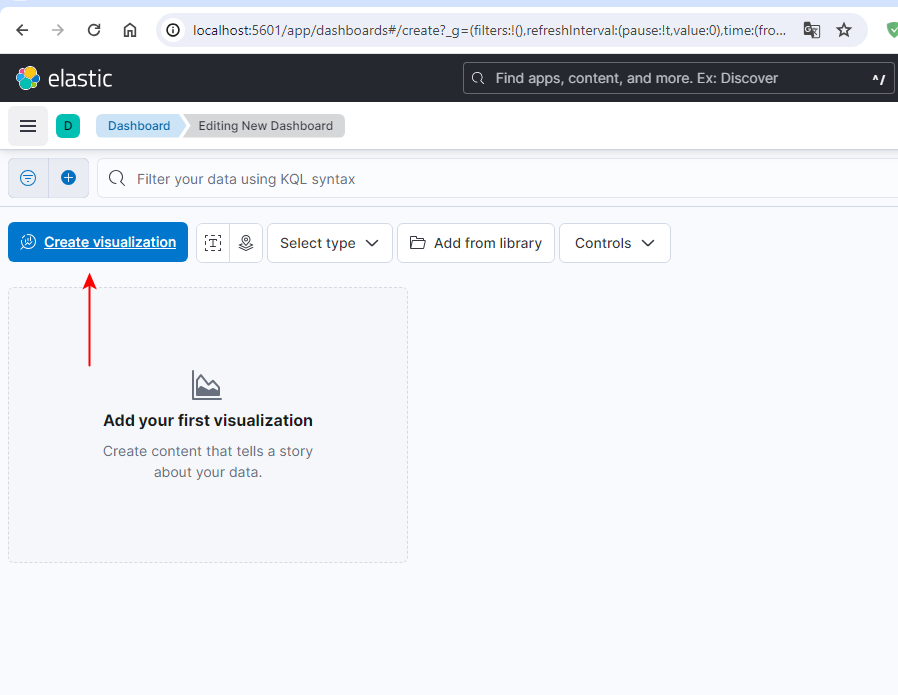 localhost:5601/app/dashboards#/create?_g=(filters:!(),refreshInterval:(pause:!t,value:0),time:(fro...
elastic
Find apps, content, and more. Ex: Discover
^/
D
Dashboard
Editing New Dashboard
Filter your data using KQL syntax
Create visualization
Select type
Add from library
Controls
Add your first visualization
Create content that tells a story
about your data.